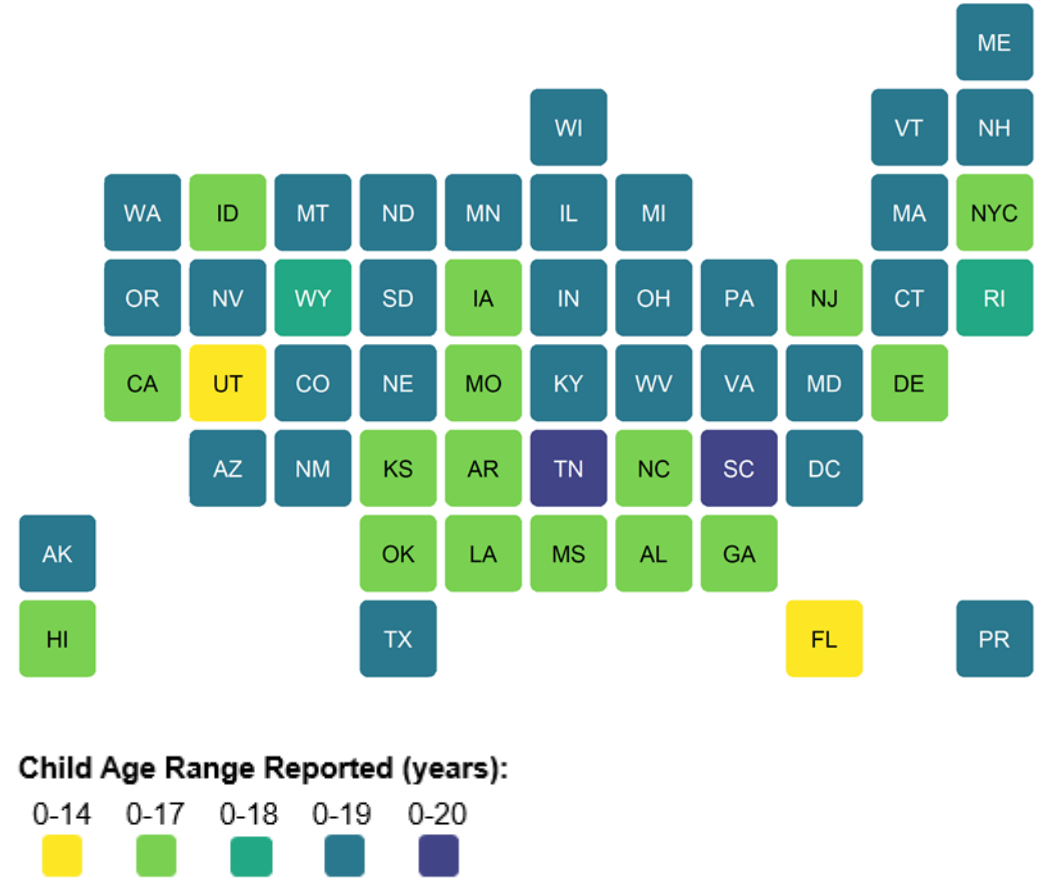 ME
WI VT NH
WA ID MT ND MN IL MI MA NYC
OR NV WY SD IA IN OH PA NJ CT RI
CA UT CO NE MO KY WV VA MD DE
AZ NM KS AR TN NC SC DC
AK OK LA MS AL GA
HI TX FL PR
Child Age Range Reported (years):
0-14 0-17 0-18 0-19 0-20